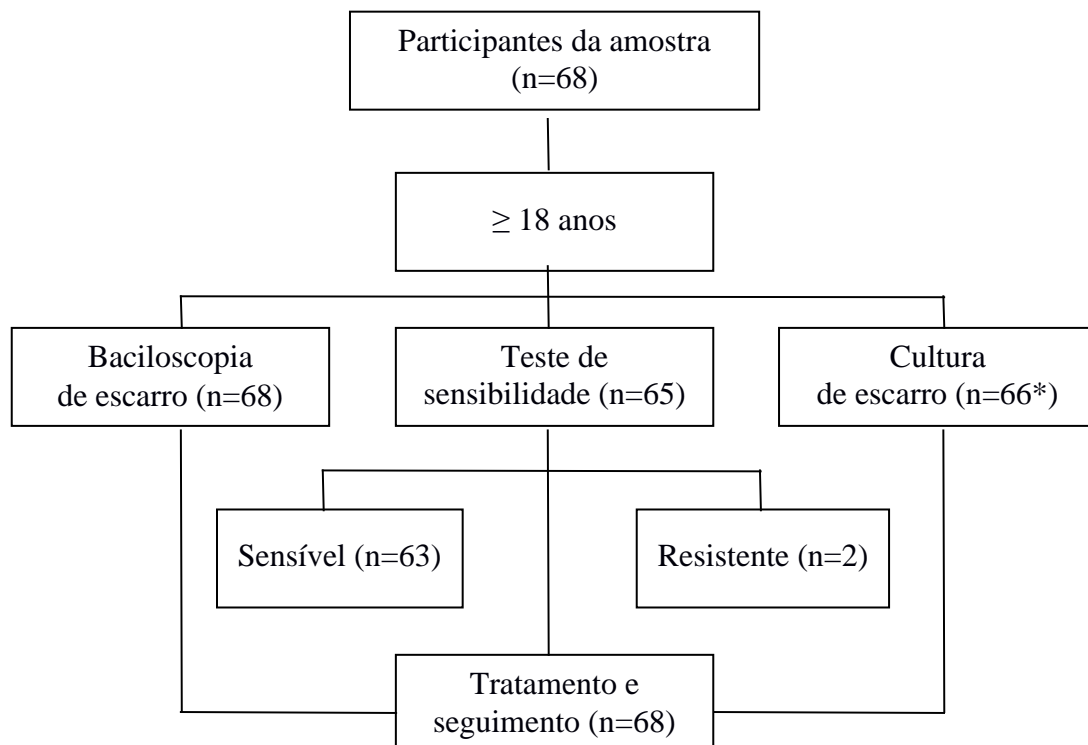 Participantes da amostra
(n=68)
≥ 18 anos
Baciloscopia
de escarro (n=68)
Teste de
sensibilidade (n=65)
Cultura
de escarro (n=66*)
Sensível (n=63)
Resistente (n=2)
Tratamento e
seguimento (n=68)